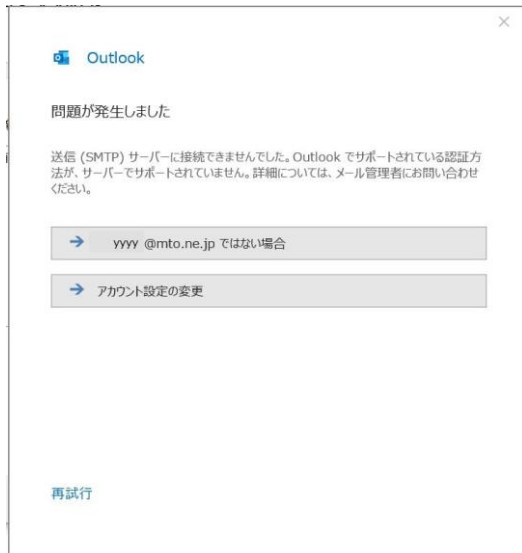 Outlook
問題が発生しました
送信 (SMTP) サーバーに接続できませんでした。Outlook でサポートされている認証方
法が、サーバーでサポートされていません。詳細については、メール管理者にお問い合わせ
ください。
yyyy @mto.ne.jp ではない場合
アカウント設定の変更
再試行